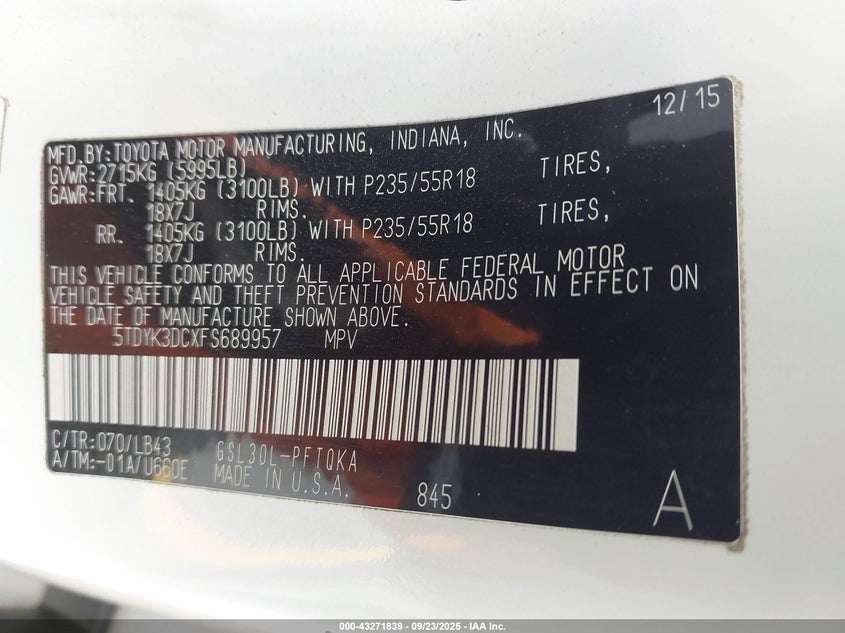 12/15
MFD.BY:TOYOTA MOTOR MANUFACTURING, INDIANA, INC.
GVWR:2715KG (5995LB)
GAWR:FRT. 1405KG (3100LB) WITH P235/55R18 TIRES,
18X7J RIMS.
RR. 1405KG (3100LB) WITH P235/55R18 TIRES,
18X7J RIMS.
THIS VEHICLE CONFORMS TO ALL APPLICABLE FEDERAL MOTOR
VEHICLE SAFETY AND THEFT PREVENTION STANDARDS IN EFFECT ON
THE DATE OF MANUFACTURE SHOWN ABOVE.
5TDYK3DCXFS689957 MPV
C/TR:070/LB43 GSL30L-PFTQKA
A/TM:-01A/U660E MADE IN U.S.A.
845
A
000-43271839 - 09/23/2025 - IAA Inc.